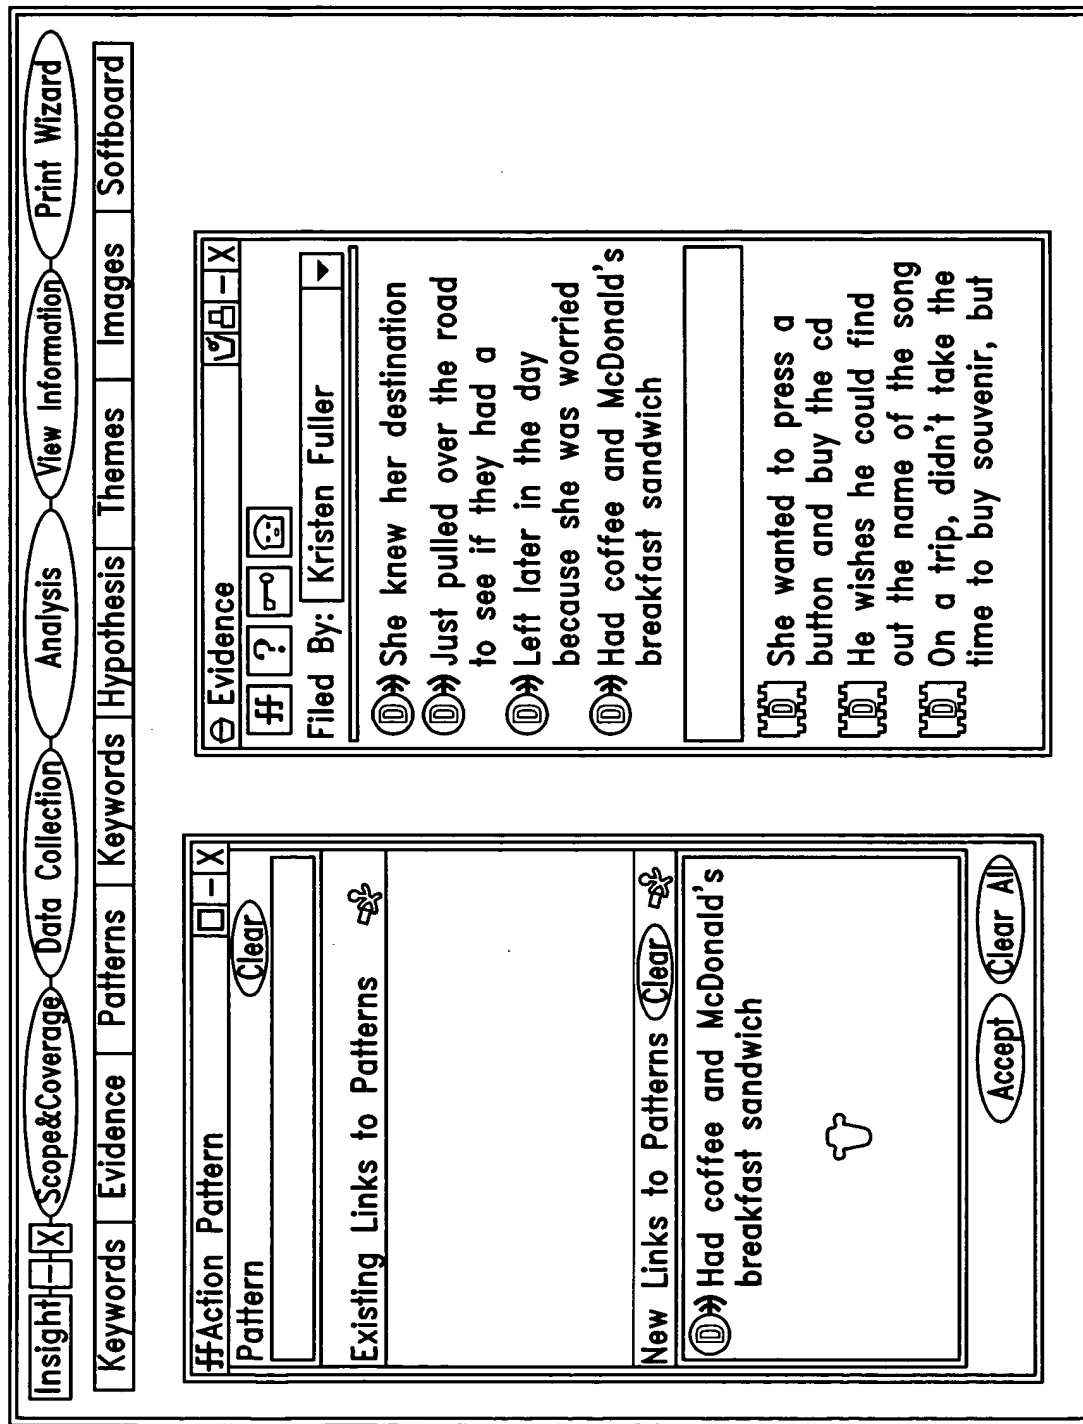 Insight – X Scope&Coverage Data Collection Analysis View Information Print Wizard
Keywords Evidence Patterns Keywords Hypothesis Themes Images Softboard
Action Pattern – X
Pattern Clear
Existing Links to Patterns
New Links to Patterns Clear
D Had coffee and McDonald's
breakfast sandwich
Accept Clear All
Evidence – X
?
Filed By: Kristen Fuller
D She knew her destination
D Just pulled over the road
to see if they had a
D Left later in the day
because she was worried
D Had coffee and McDonald's
breakfast sandwich
D She wanted to press a
button and buy the cd
D He wishes he could find
out the name of the song
D On a trip, didn't take the
time to buy souvenir, but